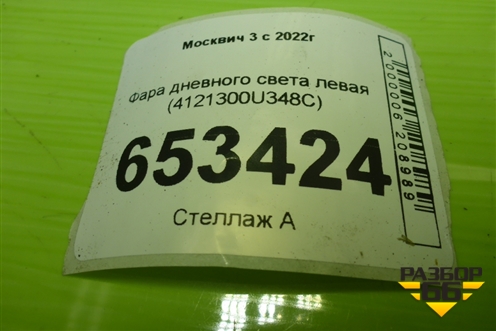 Москвич 3 с 2022г
Фара дневного света левая
(4121300U348C)
653424
Стеллаж А
2000006208989
РАЗБОР
66